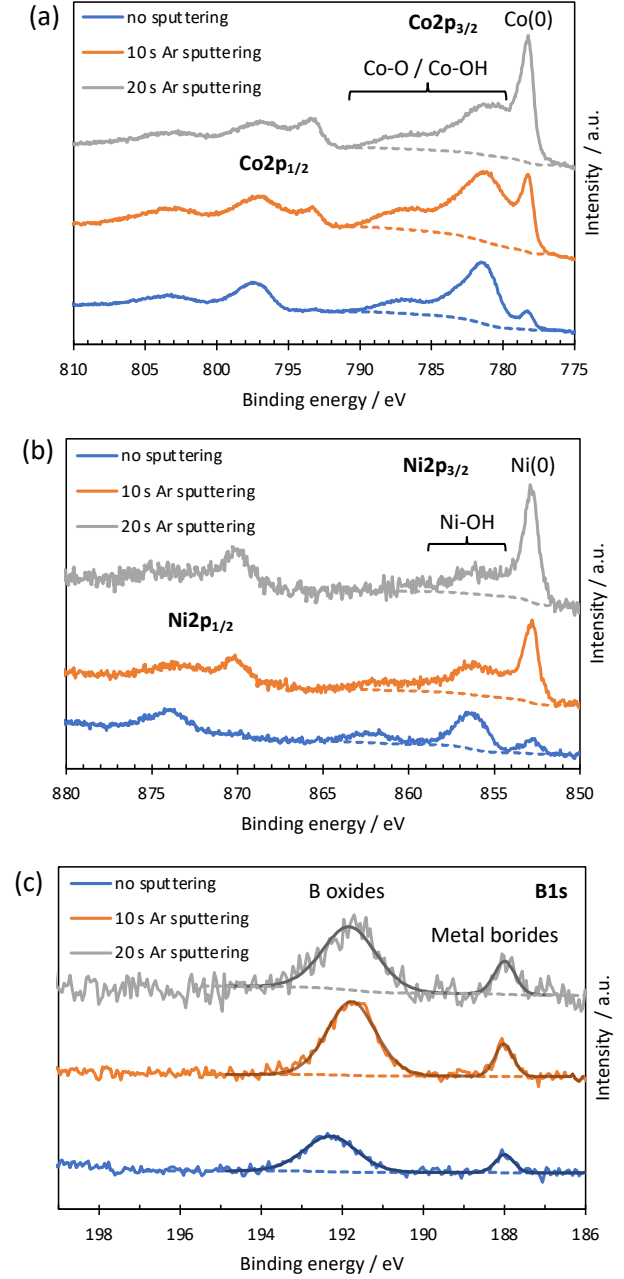 (a)
no sputtering
10 s Ar sputtering
20 s Ar sputtering
Co2p3/2
Co(0)
Co-O / Co-OH
Co2p1/2
Intensity / a.u.
810 805 800 795 790 785 780 775
Binding energy / eV
(b)
no sputtering
10 s Ar sputtering
20 s Ar sputtering
Ni2p3/2
Ni(0)
Ni-OH
Ni2p1/2
Intensity / a.u.
880 875 870 865 860 855 850
Binding energy / eV
(c)
no sputtering
10 s Ar sputtering
20 s Ar sputtering
B oxides
B1s
Metal borides
Intensity / a.u.
198 196 194 192 190 188 186
Binding energy / eV